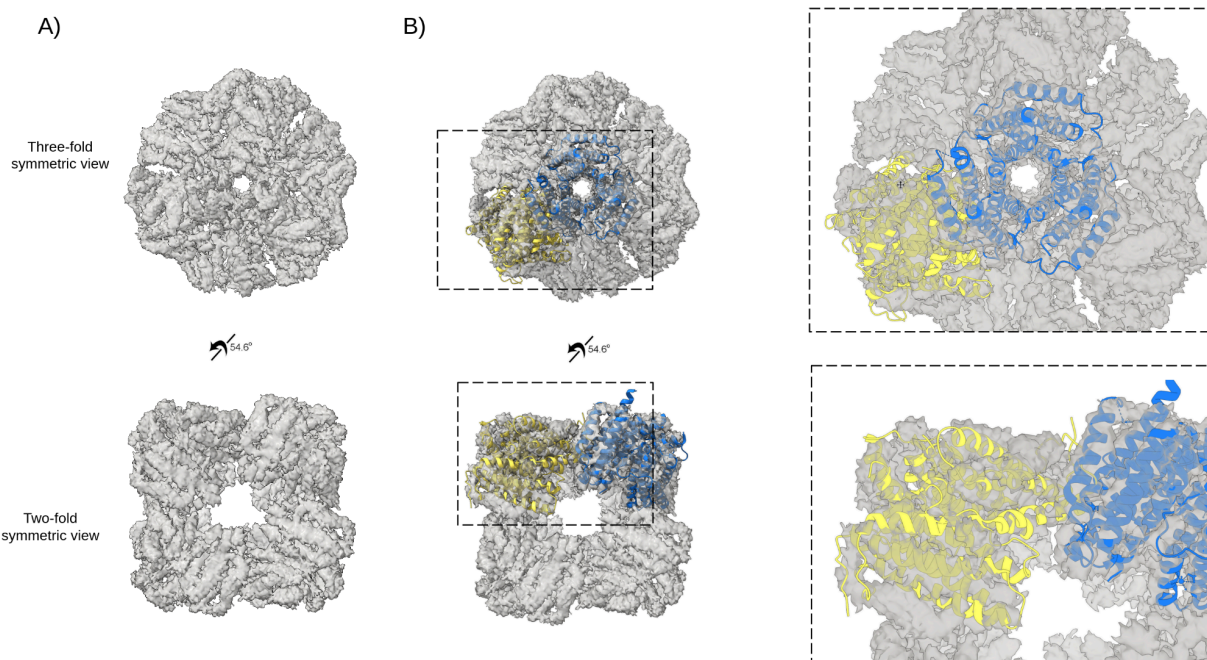 A)
B)
Three-fold
symmetric view
54.6°
54.6°
Two-fold
symmetric view